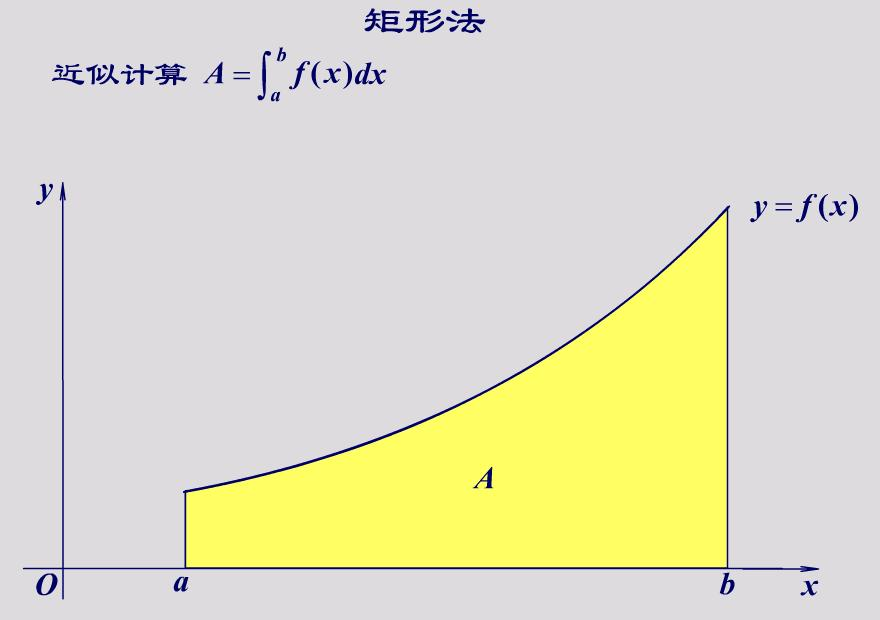 矩形法
近似计算 A = ∫_a^b f(x)dx
y
y = f(x)
A
O a b x